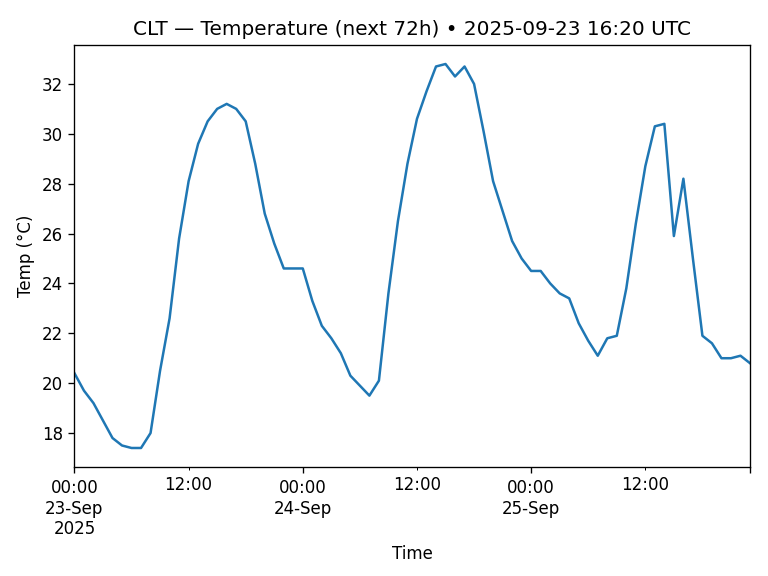 CLT — Temperature (next 72h) • 2025-09-23 16:20 UTC
Temp (°C)
32
30
28
26
24
22
20
18
00:00
23-Sep
2025
12:00
00:00
24-Sep
12:00
00:00
25-Sep
12:00
Time